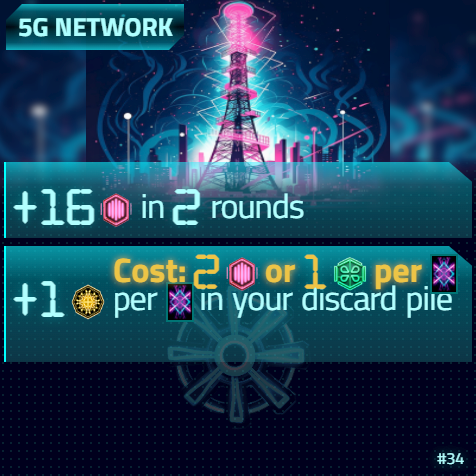 5G NETWORK
+16 in 2 rounds
Cost: 2 or 1 per
+1 per in your discard pile
#34